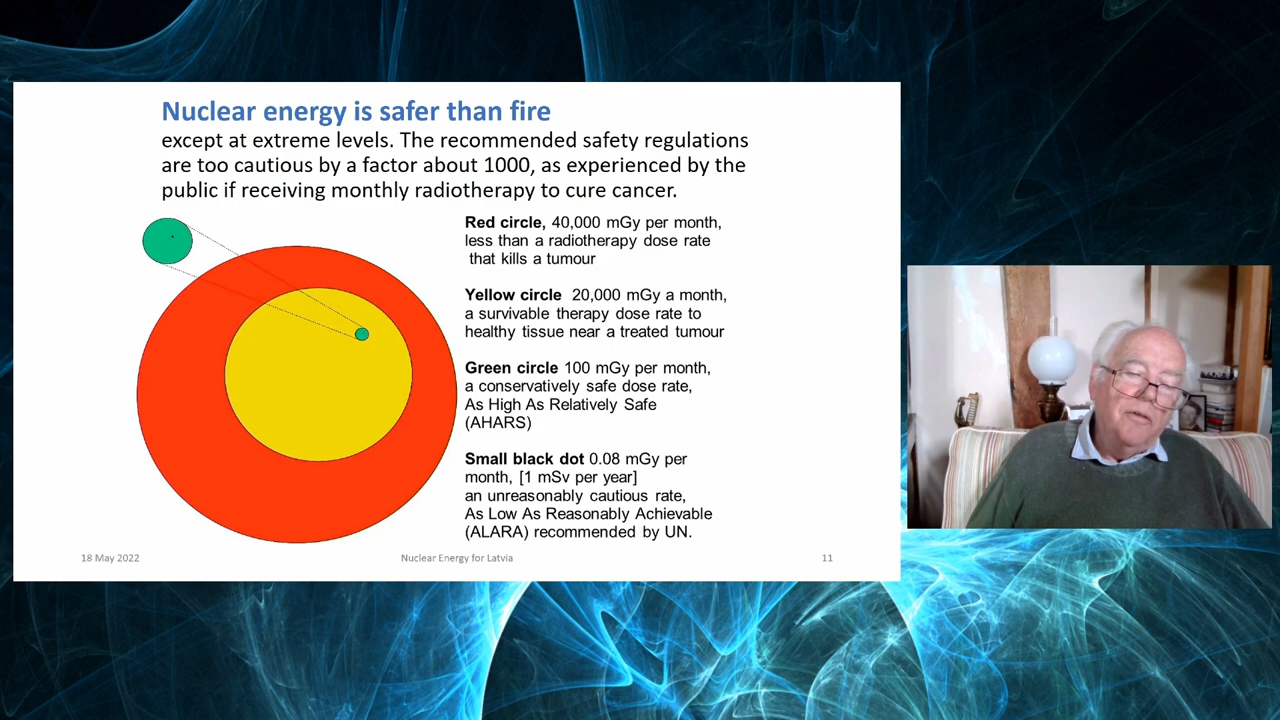 Nuclear energy is safer than fire
except at extreme levels. The recommended safety regulations
are too cautious by a factor about 1000, as experienced by the
public if receiving monthly radiotherapy to cure cancer.
Red circle, 40,000 mGy per month,
less than a radiotherapy dose rate
that kills a tumour
Yellow circle 20,000 mGy a month,
a survivable therapy dose rate to
healthy tissue near a treated tumour
Green circle 100 mGy per month,
a conservatively safe dose rate,
As High As Relatively Safe
(AHARS)
Small black dot 0.08 mGy per
month, [1 mSv per year]
an unreasonably cautious rate,
As Low As Reasonably Achievable
(ALARA) recommended by UN.
18 May 2022
Nuclear Energy for Latvia
11